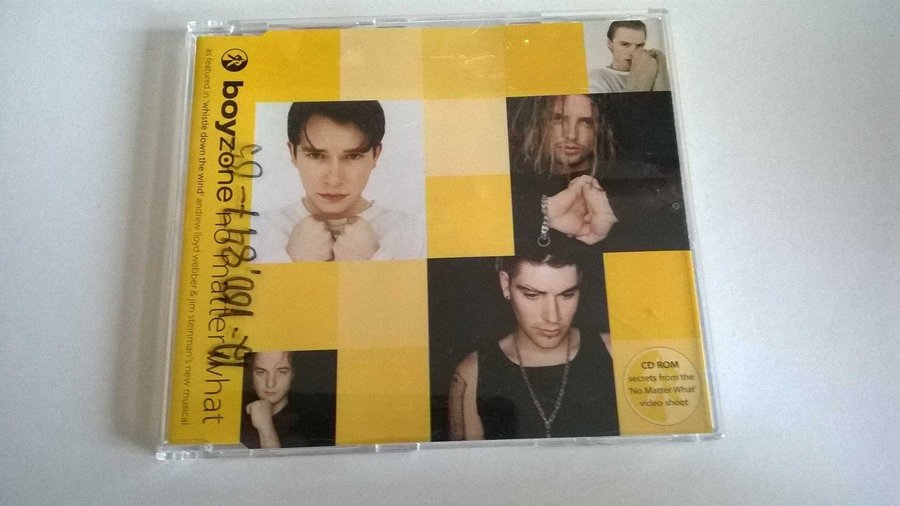 boyzone no matter what
as featured in 'whistle down the wind' andrew lloyd webber & jim steinman's new musical
CD ROM
secrets from the
'No Matter What'
video shoot